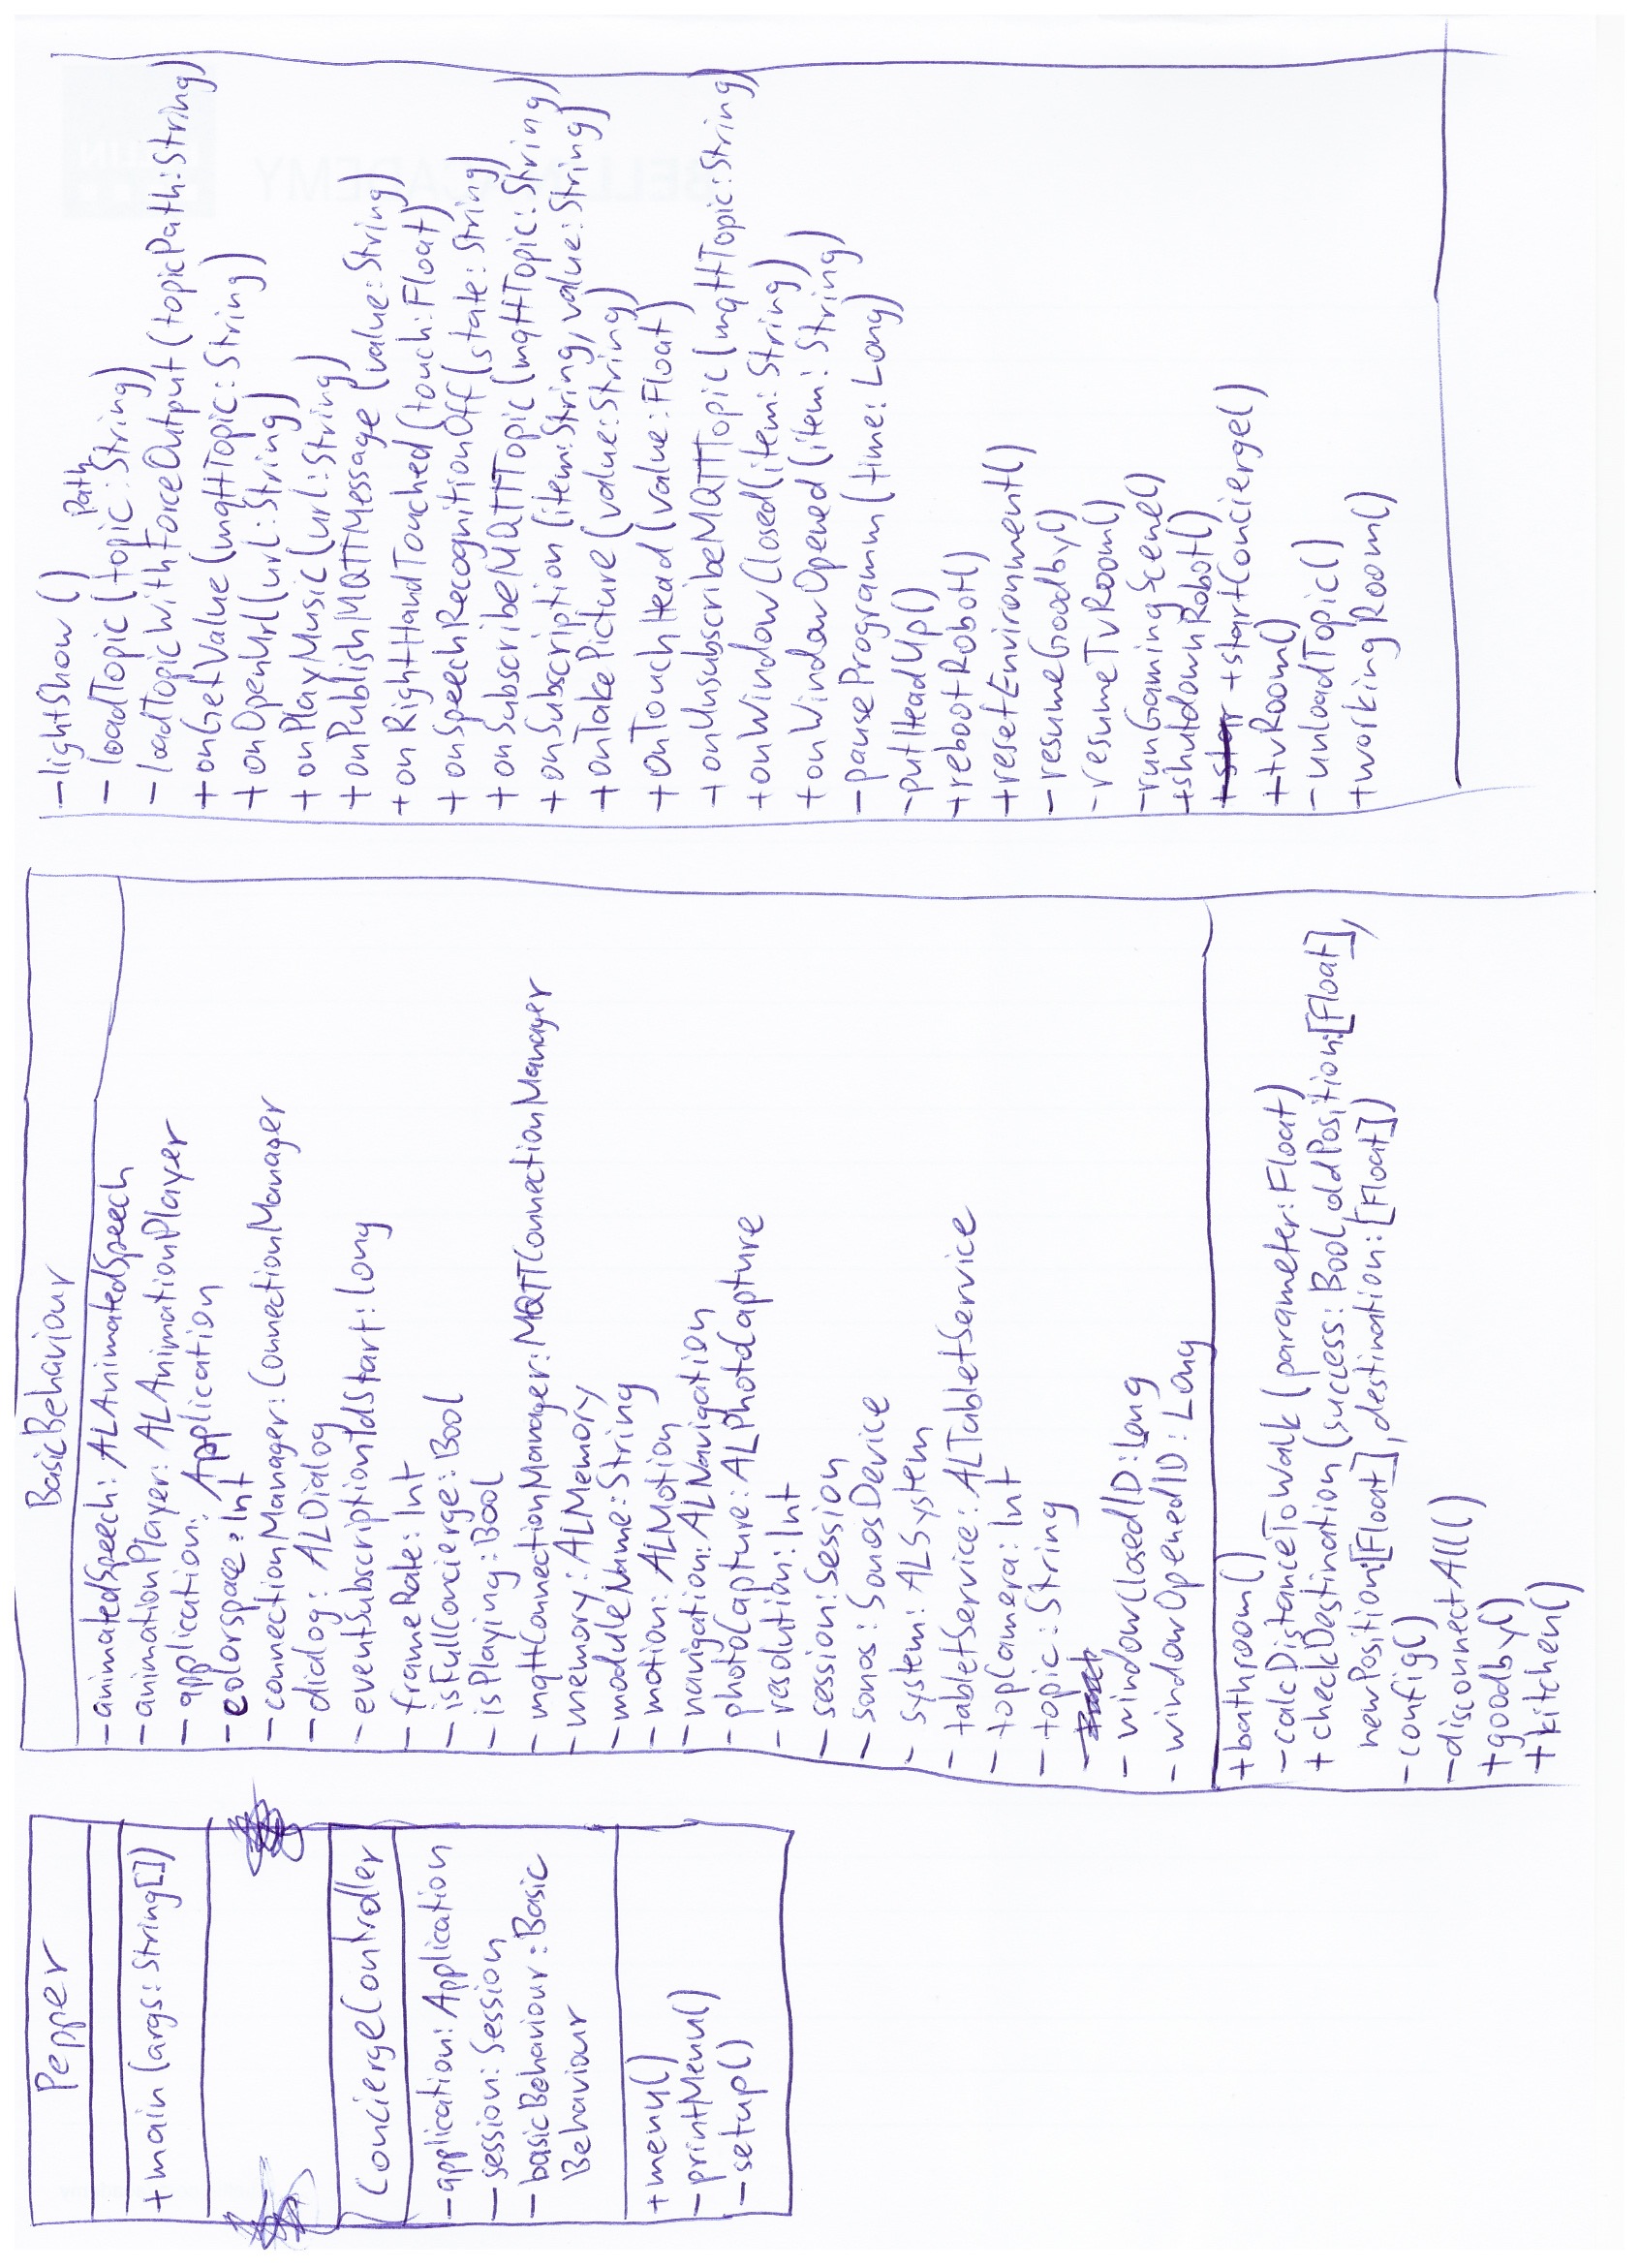 Pepper
+main(args:String[])
ConciergeController
-application:Application
-session:Session
-basicBehaviour:Basic
Behaviour
+menu()
-printMenu()
-setup()
BasicBehaviour
-animatedSpeech:ALAnimatedSpeech
-animationPlayer:ALAnimationPlayer
-application:Application
-colorspace:Int
-connectionManager:ConnectionManager
-dialog:ALDialog
-eventSubscriptionIdStart:Long
-frameRate:Int
-isFullConcierge:Bool
-isPlaying:Bool
-mqttConnectionManager:MQTTConnectionManager
-memory:ALMemory
-moduleName:String
-motion:ALMotion
-navigation:ALNavigation
-photoCapture:ALPhotoCapture
-resolution:Int
-session:Session
-sonos:SonosDevice
-system:ALSystem
-tabletService:ALTabletService
-topCamera:Int
-topic:String
-windowClosedID:Long
-windowOpenedID:Long
+bathroom()
-calcDistanceToWalk(parameter:Float)
+checkDestination(success:Bool,oldPosition:[Float],
newPosition:[Float],destination:[Float])
-config()
-disconnectAll()
+goodby()
+kitchen()
-lightShow()
-loadTopic(topicPath:String)
-loadTopicWithForceOutput(topicPath:String)
+onGetValue(mqttTopic:String)
+onOpenUrl(url:String)
+onPlayMusic(url:String)
+onPublishMQTTMessage(value:String)
+onRightHandTouched(touch:Float)
+onSpeechRecognitionOff(state:String)
+onSubscribeMQTTTopic(mqttTopic:String)
+onSubscription(item:String,value:String)
+onTakePicture(value:String)
+onTouchHead(value:Float)
+onUnsubscribeMQTTTopic(mqttTopic:String)
+onWindowClosed(item:String)
+onWindowOpened(item:String)
-pauseProgramm(time:Long)
-putHeadUp()
+rebootRobot()
+resetEnvironment()
-resumeGoodby()
-resumeTvRoom()
-runGamingScene()
+shutdownRobot()
+star +startConcierge()
+tvRoom()
-unloadTopic()
+workingRoom()